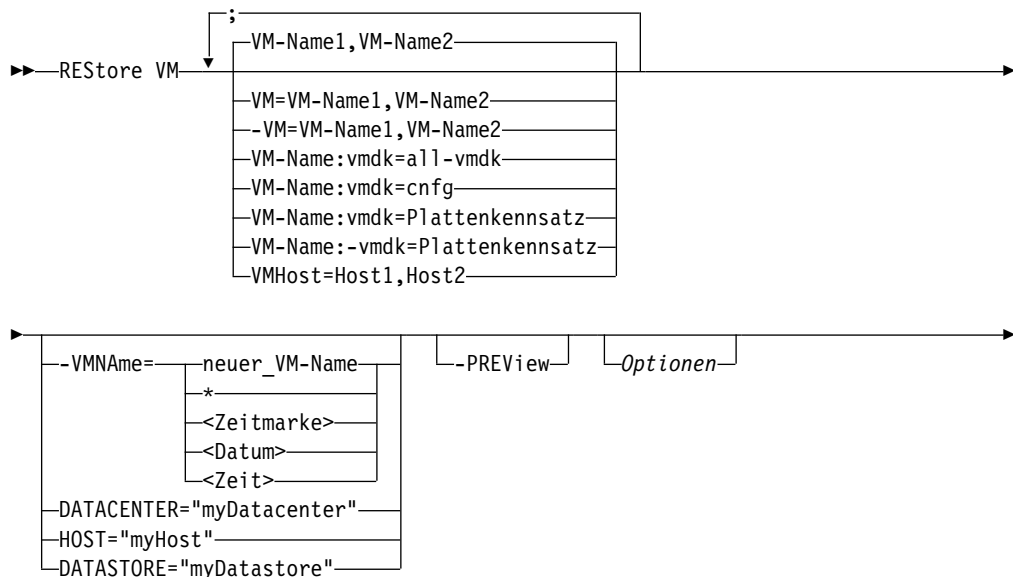 ;
VM-Name1,VM-Name2
REStore VM
VM=VM-Name1,VM-Name2
-VM=VM-Name1,VM-Name2
VM-Name:vmdk=all-vmdk
VM-Name:vmdk=cnfg
VM-Name:vmdk=Plattenkennsatz
VM-Name:-vmdk=Plattenkennsatz
VMHost=Host1,Host2
-VMNAme= neuer_VM-Name -PREView Optionen
*
<Zeitmarke>
<Datum>
<Zeit>
DATACENTER="myDatacenter"
HOST="myHost"
DATASTORE="myDatastore"